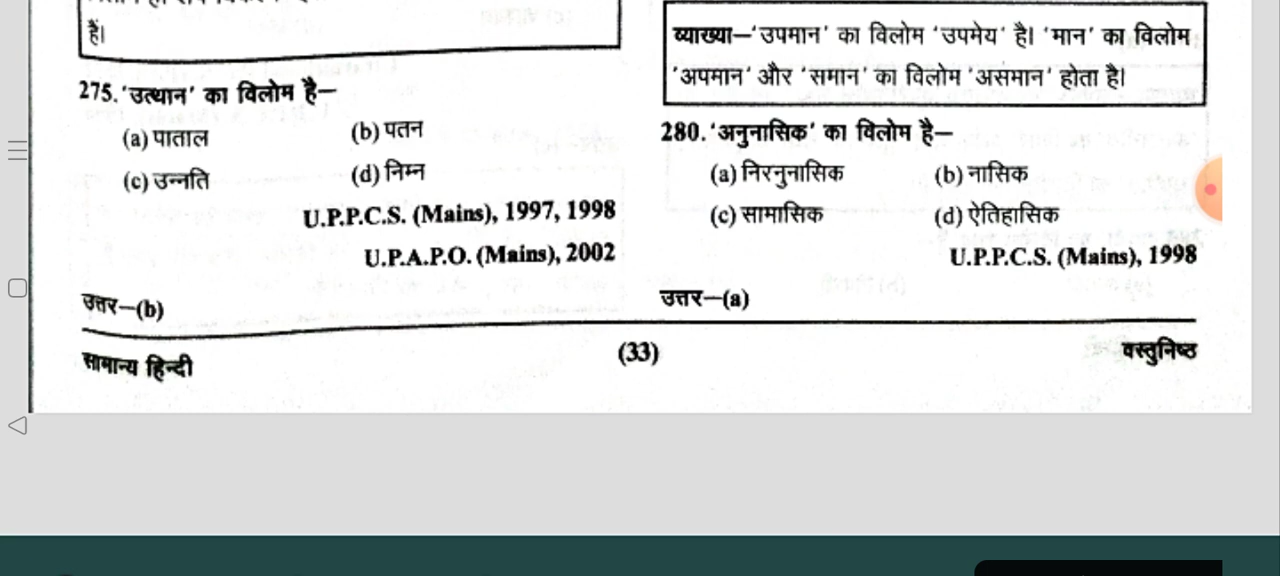 हैं।
275. 'उत्थान' का विलोम है—
(a) पाताल (b) पतन
(c) उन्नति (d) निम्न
U.P.P.C.S. (Mains), 1997, 1998
U.P.A.P.O. (Mains), 2002
उत्तर—(b)
व्याख्या—'उपमान' का विलोम 'उपमेय' है। 'मान' का विलोम
'अपमान' और 'समान' का विलोम 'असमान' होता है।
280. 'अनुनासिक' का विलोम है—
(a) निरनुनासिक (b) नासिक
(c) सामासिक (d) ऐतिहासिक
U.P.P.C.S. (Mains), 1998
उत्तर—(a)
सामान्य हिन्दी (33) वस्तुनिष्ठ